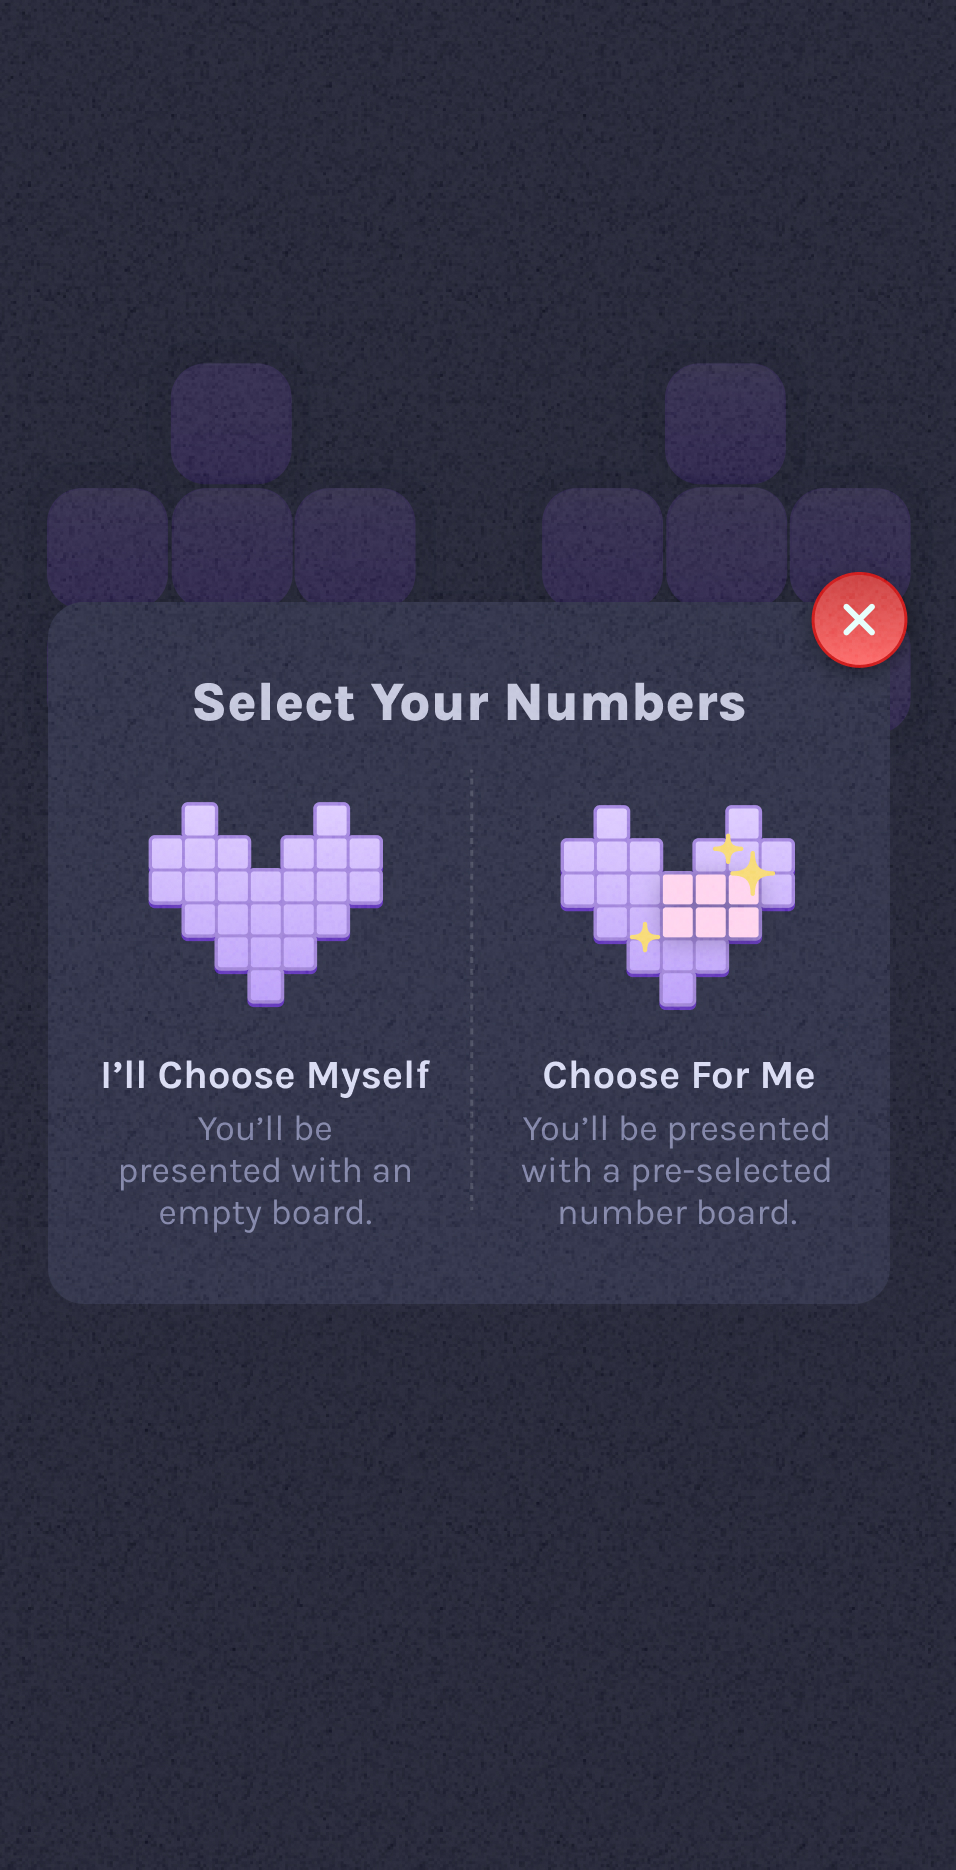 Select Your Numbers
I’ll Choose Myself
You’ll be
presented with an
empty board.
Choose For Me
You’ll be presented
with a pre-selected
number board.